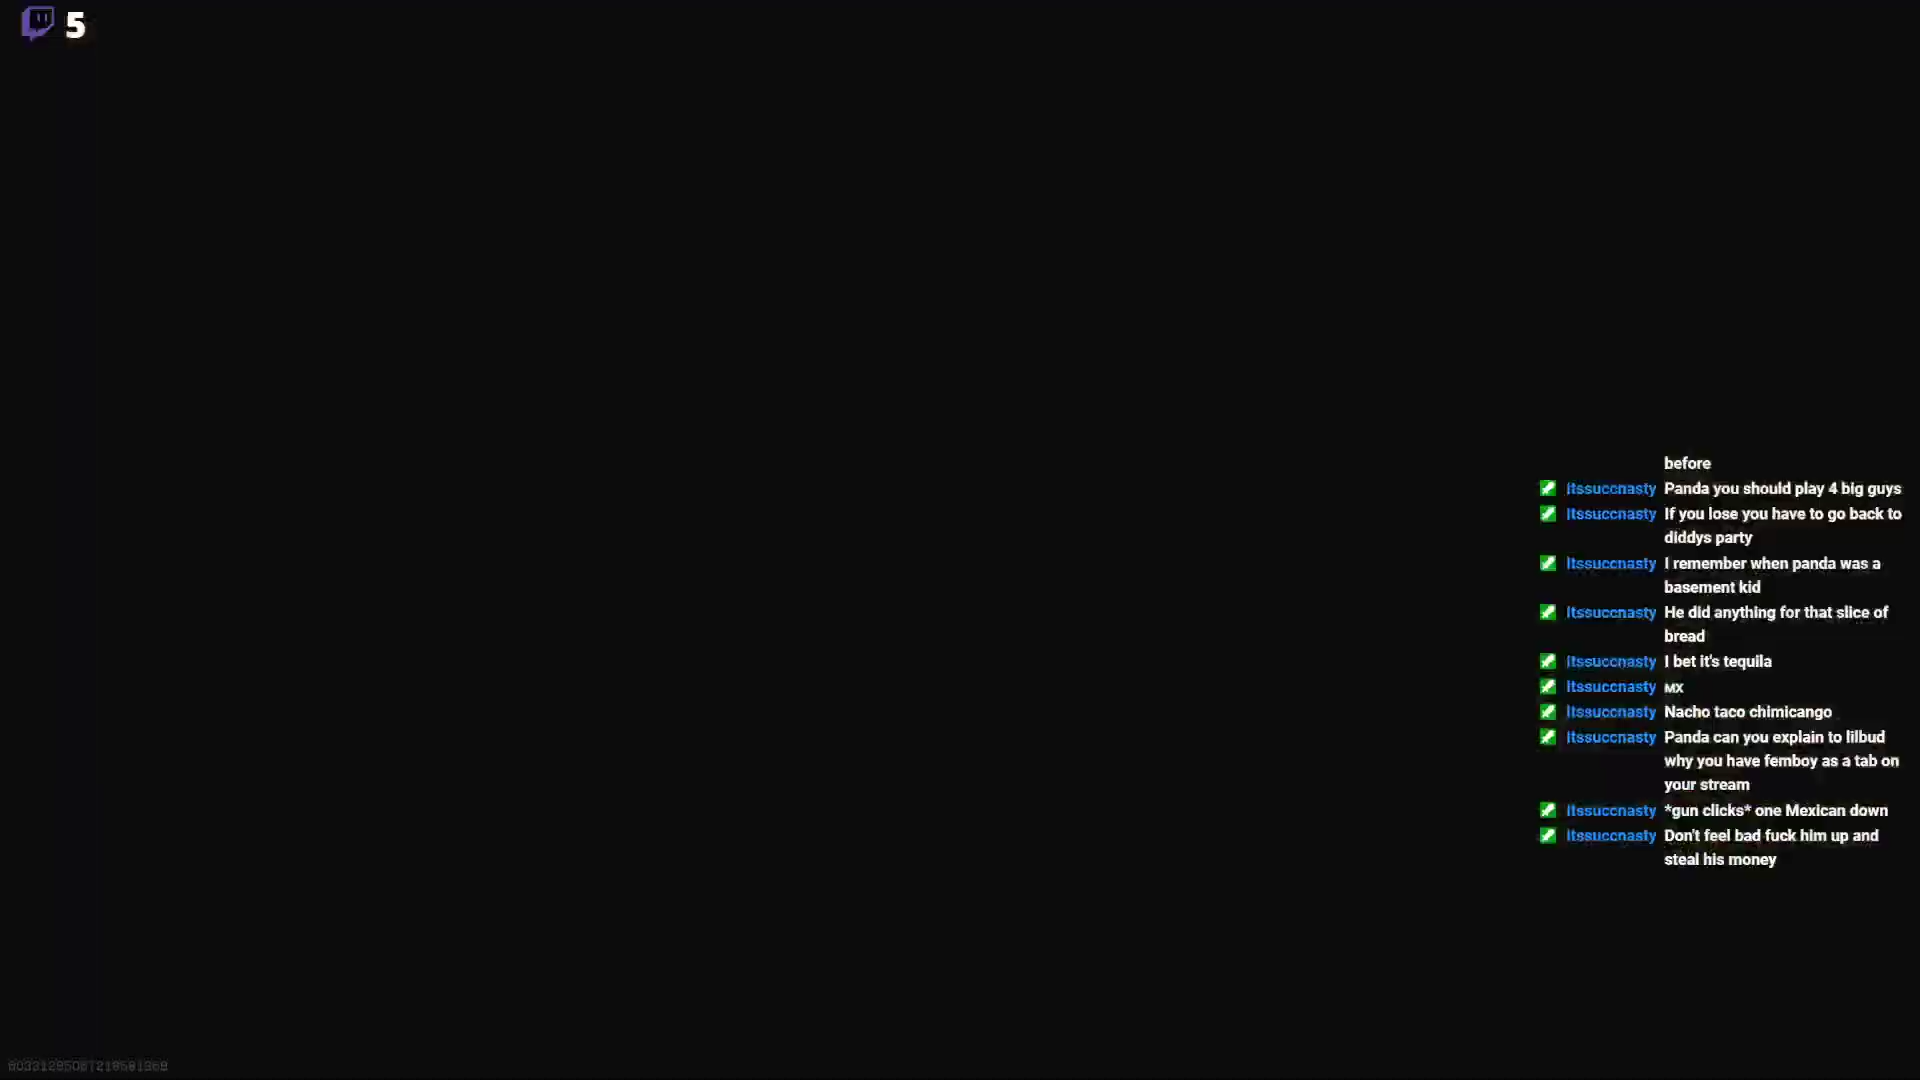 5
before
Itssuccnasty Panda you should play 4 big guys
Itssuccnasty If you lose you have to go back to
diddys party
Itssuccnasty I remember when panda was a
basement kid
Itssuccnasty He did anything for that slice of
bread
Itssuccnasty I bet it's tequila
Itssuccnasty MX
Itssuccnasty Nacho taco chimicango
Itssuccnasty Panda can you explain to lilbud
why you have femboy as a tab on
your stream
Itssuccnasty *gun clicks* one Mexican down
Itssuccnasty Don't feel bad fuck him up and
steal his money